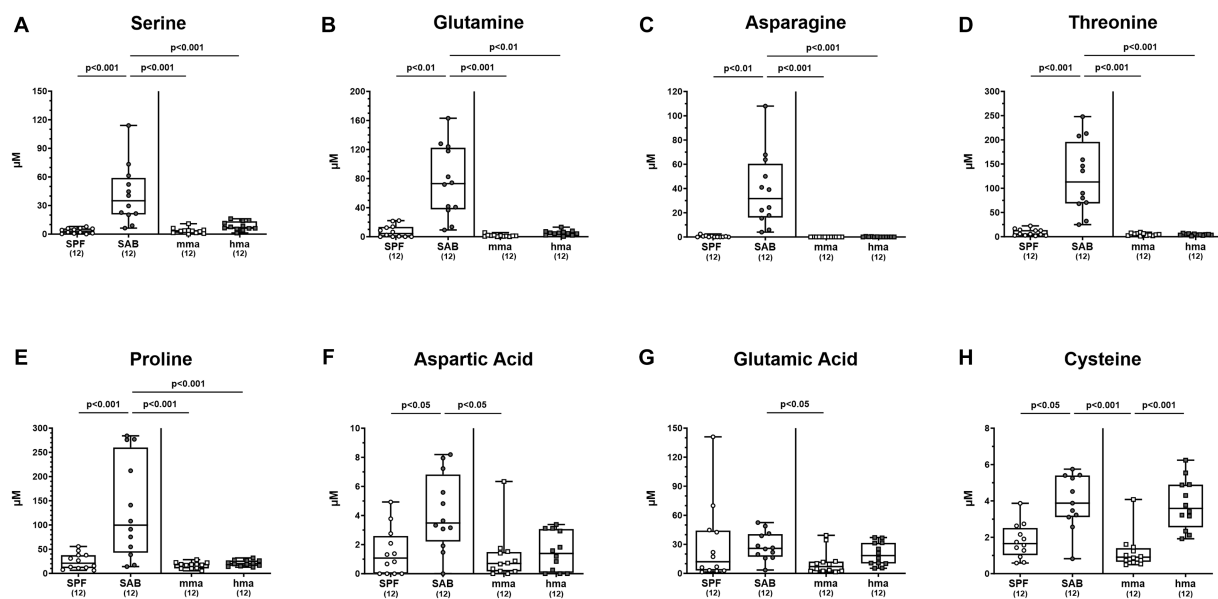 A Serine
p<0.001
p<0.001 p<0.001
150
120
90
60
30
0
µM
SPF SAB mma hma
(12) (12) (12) (12)
B Glutamine
p<0.01
p<0.01 p<0.001
200
160
120
80
40
0
µM
SPF SAB mma hma
(12) (12) (12) (12)
C Asparagine
p<0.001
p<0.01 p<0.001
120
100
80
60
40
20
0
µM
SPF SAB mma hma
(12) (12) (12) (12)
D Threonine
p<0.001
p<0.001 p<0.001
300
250
200
150
100
50
0
µM
SPF SAB mma hma
(12) (12) (12) (12)
E Proline
p<0.001
p<0.001 p<0.001
300
250
200
150
100
50
0
µM
SPF SAB mma hma
(12) (12) (12) (12)
F Aspartic Acid
p<0.05 p<0.05
10
8
6
4
2
0
µM
SPF SAB mma hma
(12) (12) (12) (12)
G Glutamic Acid
p<0.05
150
120
90
60
30
0
µM
SPF SAB mma hma
(12) (12) (12) (12)
H Cysteine
p<0.05 p<0.001 p<0.001
8
6
4
2
0
µM
SPF SAB mma hma
(12) (12) (12) (12)